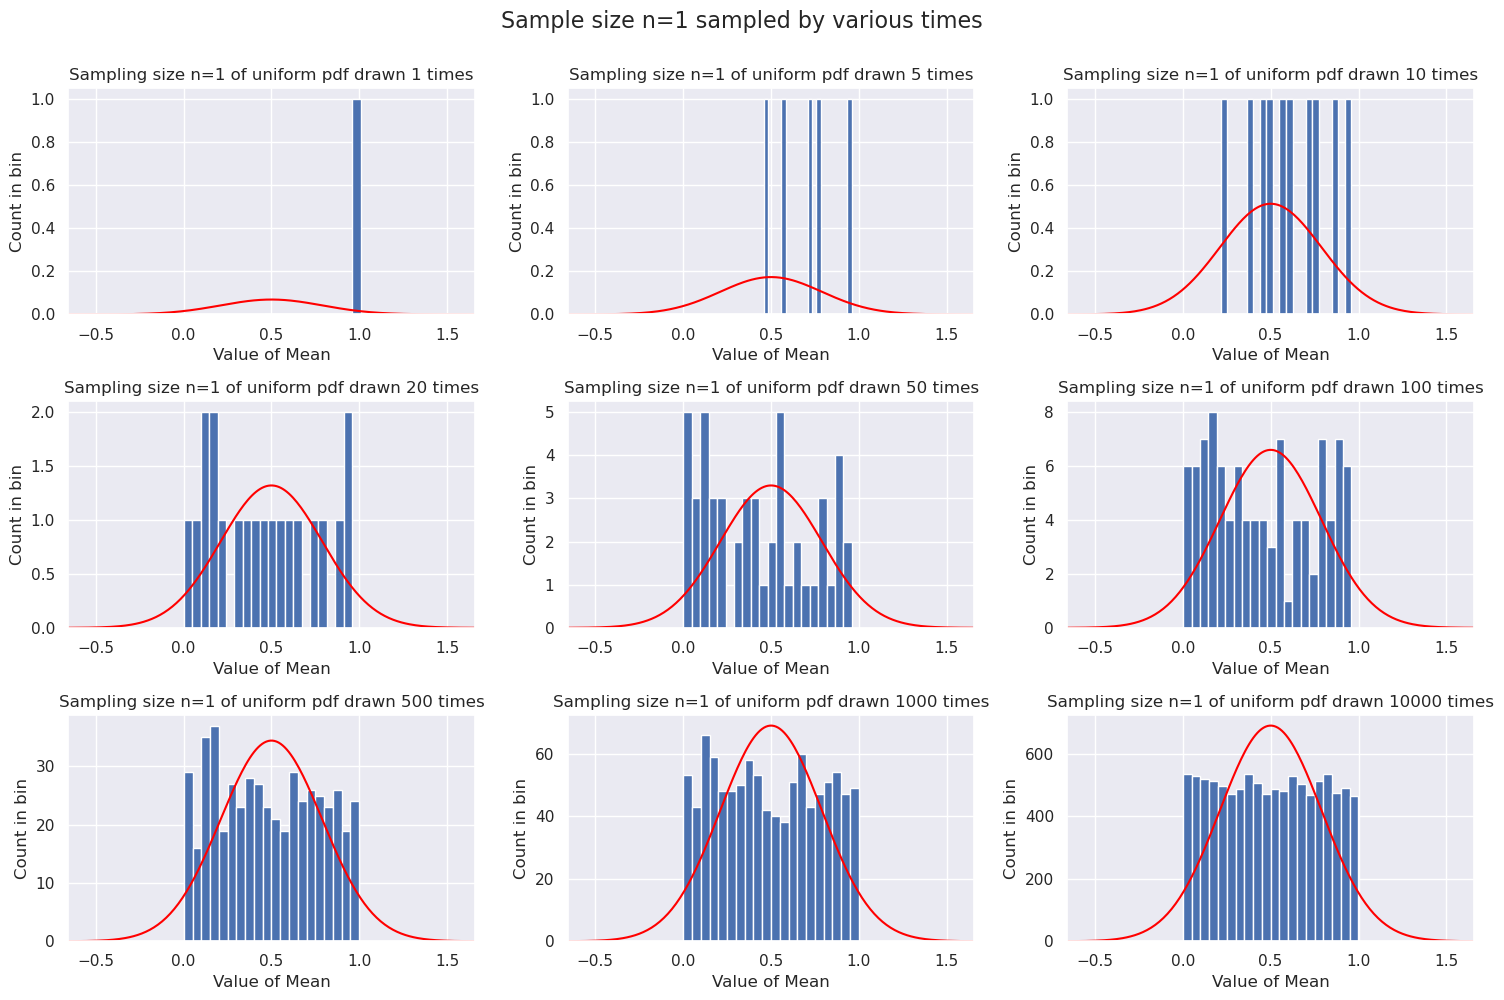 Sample size n=1 sampled by various times
Sampling size n=1 of uniform pdf drawn 1 times
Count in bin
1.0
0.8
0.6
0.4
0.2
0.0
−0.5 0.0 0.5 1.0 1.5
Value of Mean
Sampling size n=1 of uniform pdf drawn 5 times
Count in bin
1.0
0.8
0.6
0.4
0.2
0.0
−0.5 0.0 0.5 1.0 1.5
Value of Mean
Sampling size n=1 of uniform pdf drawn 10 times
Count in bin
1.0
0.8
0.6
0.4
0.2
0.0
−0.5 0.0 0.5 1.0 1.5
Value of Mean
Sampling size n=1 of uniform pdf drawn 20 times
Count in bin
2.0
1.5
1.0
0.5
0.0
−0.5 0.0 0.5 1.0 1.5
Value of Mean
Sampling size n=1 of uniform pdf drawn 50 times
Count in bin
5
4
3
2
1
0
−0.5 0.0 0.5 1.0 1.5
Value of Mean
Sampling size n=1 of uniform pdf drawn 100 times
Count in bin
8
6
4
2
0
−0.5 0.0 0.5 1.0 1.5
Value of Mean
Sampling size n=1 of uniform pdf drawn 500 times
Count in bin
30
20
10
0
−0.5 0.0 0.5 1.0 1.5
Value of Mean
Sampling size n=1 of uniform pdf drawn 1000 times
Count in bin
60
40
20
0
−0.5 0.0 0.5 1.0 1.5
Value of Mean
Sampling size n=1 of uniform pdf drawn 10000 times
Count in bin
600
400
200
0
−0.5 0.0 0.5 1.0 1.5
Value of Mean